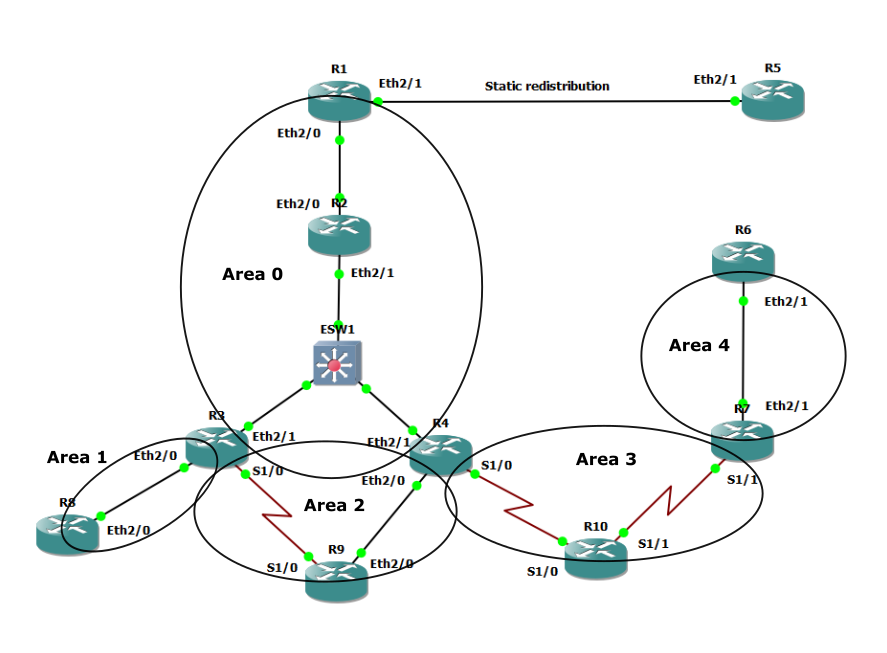 R1
R5
Eth2/1
Static redistribution
Eth2/1
Eth2/0
Eth2/0
R2
R6
Area 0
Eth2/1
Eth2/1
ESW1
Area 4
R7
Eth2/1
R3
R4
Eth2/1
Eth2/1
Area 1
Eth2/0
Area 3
S1/0
S1/0
Eth2/0
S1/1
R8
Area 2
Eth2/0
R10
S1/1
R9
S1/0
Eth2/0
S1/0